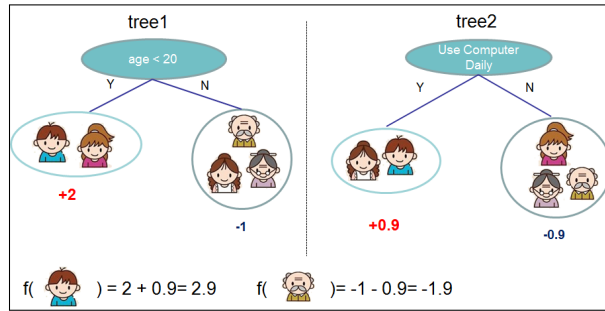 tree1
tree2
age < 20
Use Computer
Daily
Y
N
Y
N
+2
-1
+0.9
-0.9
f( ) = 2 + 0.9= 2.9
f( )= -1 - 0.9= -1.9